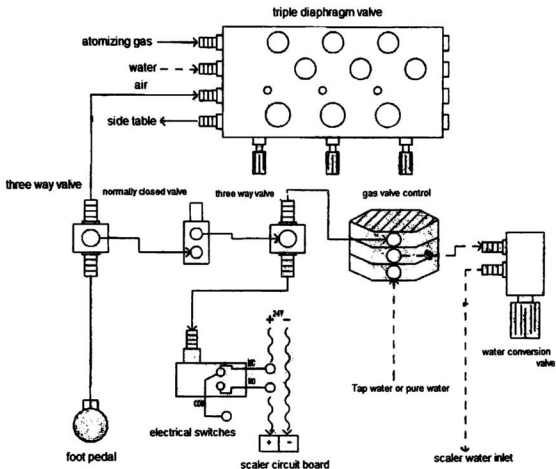 triple diaphragm valve
atomizing gas
water
air
side table
three way valve
normally closed valve
three way valve
gas valve control
+ 24V −
NC
NO
COM
Tap water or pure water
water conversion
valve
electrical switches
+ −
foot pedal
scaler circuit board
scaler water inlet